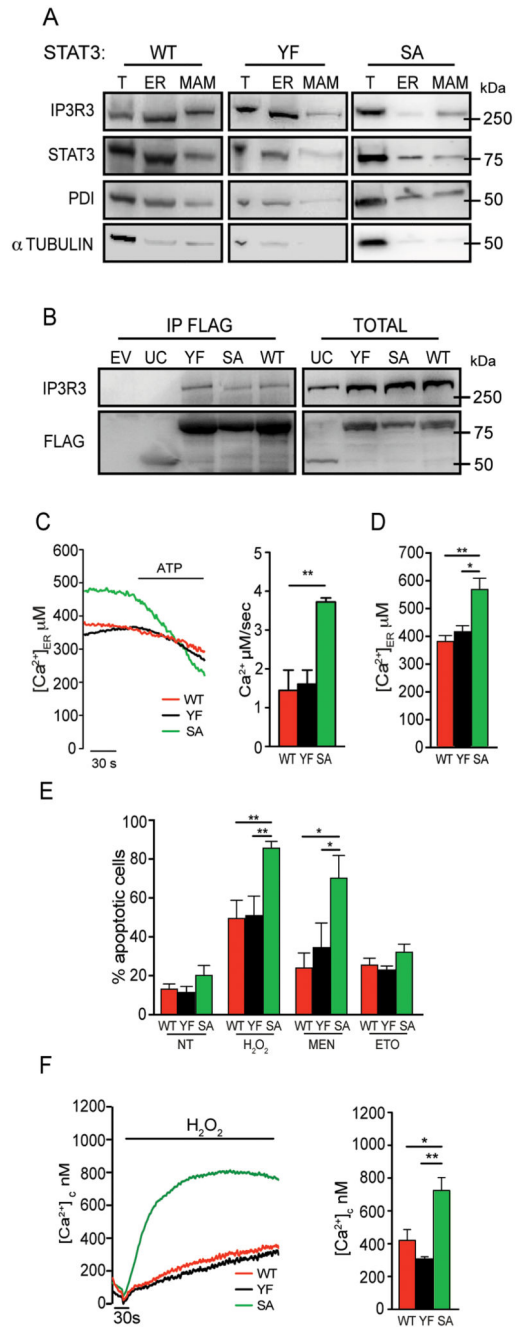 A
STAT3: WT YF SA
T ER MAM T ER MAM T ER MAM kDa
IP3R3 250
STAT3 75
PDI 50
α TUBULIN 50
B
IP FLAG TOTAL
EV UC YF SA WT UC YF SA WT kDa
IP3R3 250
FLAG 75
50
C
[Ca²⁺]ER µM
600
500
400
300
200
100
0
ATP
WT
YF
SA
30 s
Ca²⁺ µM/sec
5
4
3
2
1
0
**
WT YF SA
D
[Ca²⁺]ER µM
700
600
500
400
300
200
100
0
**
*
WT YF SA
E
% apoptotic cells
100
80
60
40
20
0
**
**
*
*
WT YF SA WT YF SA WT YF SA WT YF SA
NT H₂O₂ MEN ETO
F
[Ca²⁺]c nM
1200
1000
800
600
400
200
0
H₂O₂
WT
YF
SA
30s
[Ca²⁺]c nM
1200
1000
800
600
400
200
0
*
**
WT YF SA